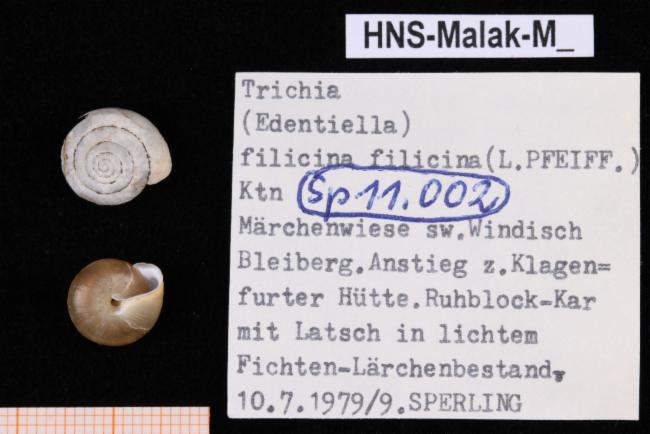 HNS-Malak-M_
Trichia
(Edentiella)
filicina filicina(L.PFEIFF.)
Ktn Sp 11.002
Märchenwiese sw.Windisch
Bleiberg.Anstieg z.Klagen=
furter Hütte.Ruhblock-Kar
mit Latsch in lichtem
Fichten-Lärchenbestand,
10.7.1979/9.SPERLING